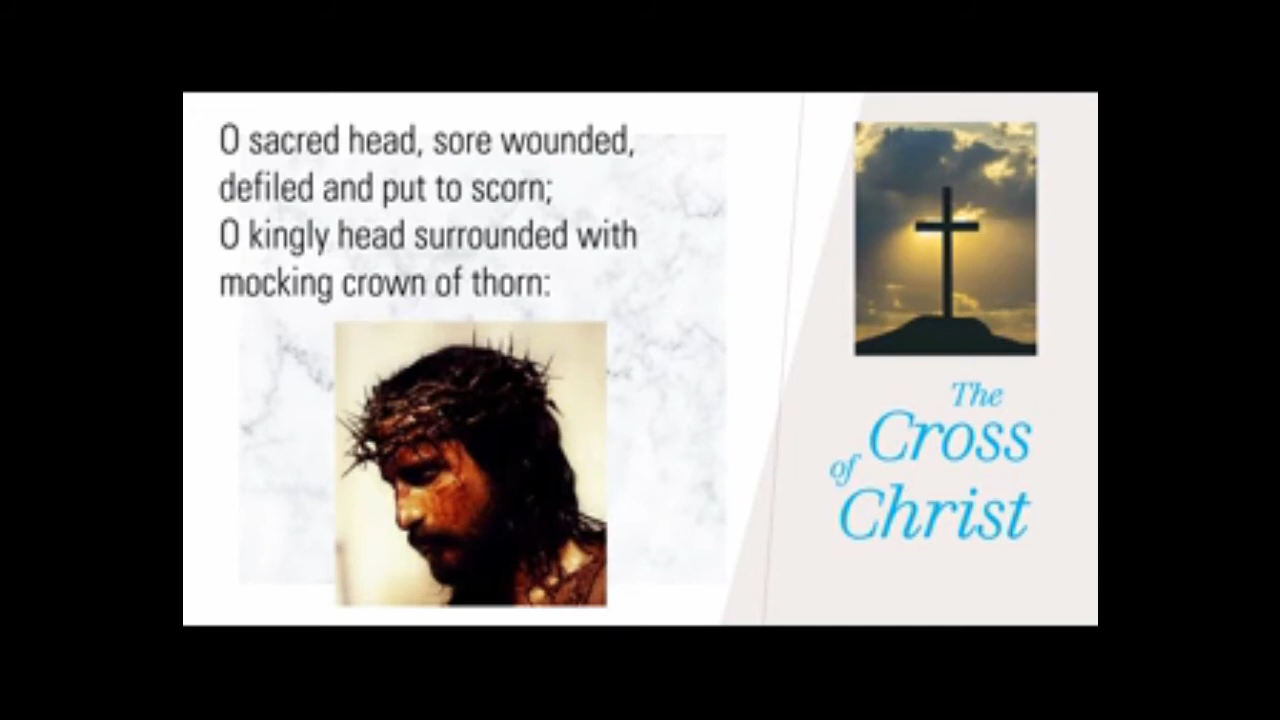 O sacred head, sore wounded,
defiled and put to scorn;
O kingly head surrounded with
mocking crown of thorn:
The
Cross
of
Christ